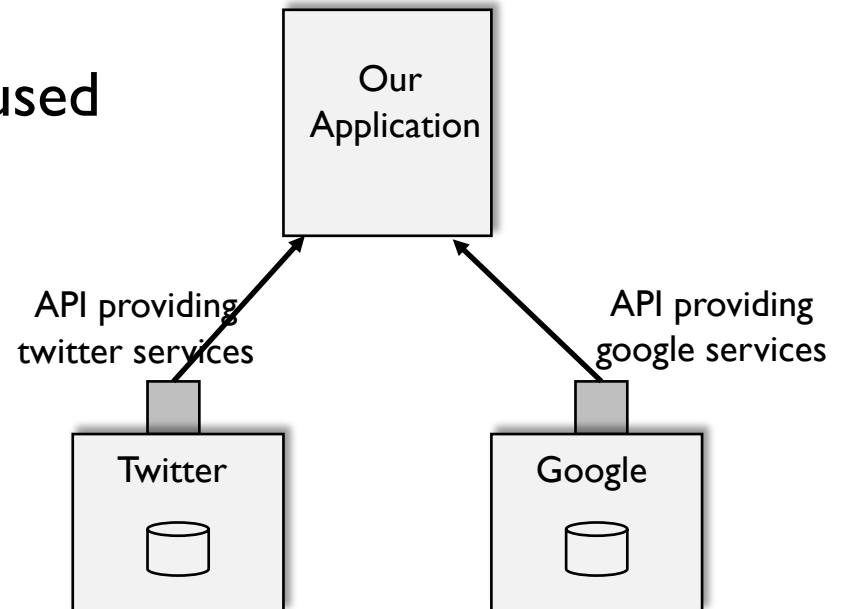 used
Our
Application
API providing
twitter services
API providing
google services
Twitter
Google